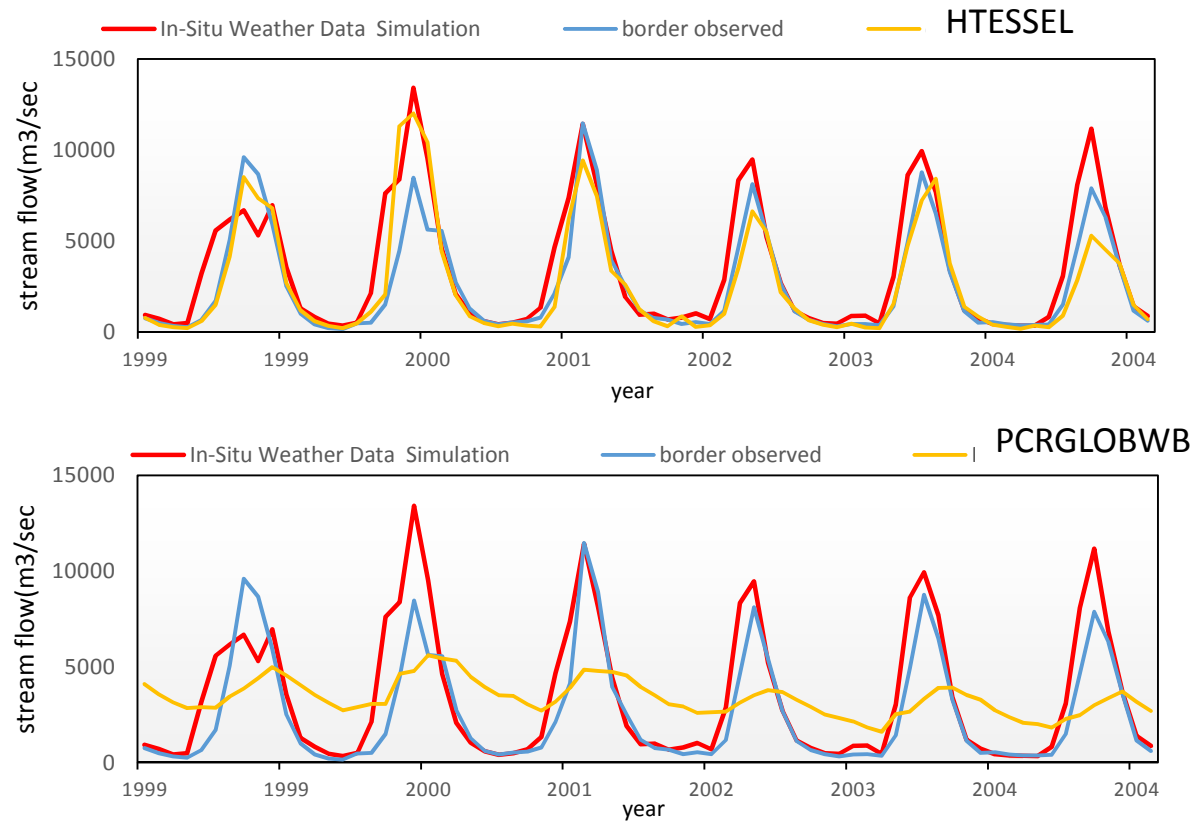 In-Situ Weather Data Simulation border observed HTESSEL
stream flow(m3/sec
15000
10000
5000
0
1999 1999 2000 2001 2002 2003 2004 2004
year
In-Situ Weather Data Simulation border observed PCRGLOBWB
stream flow(m3/sec
15000
10000
5000
0
1999 1999 2000 2001 2002 2003 2004 2004
year